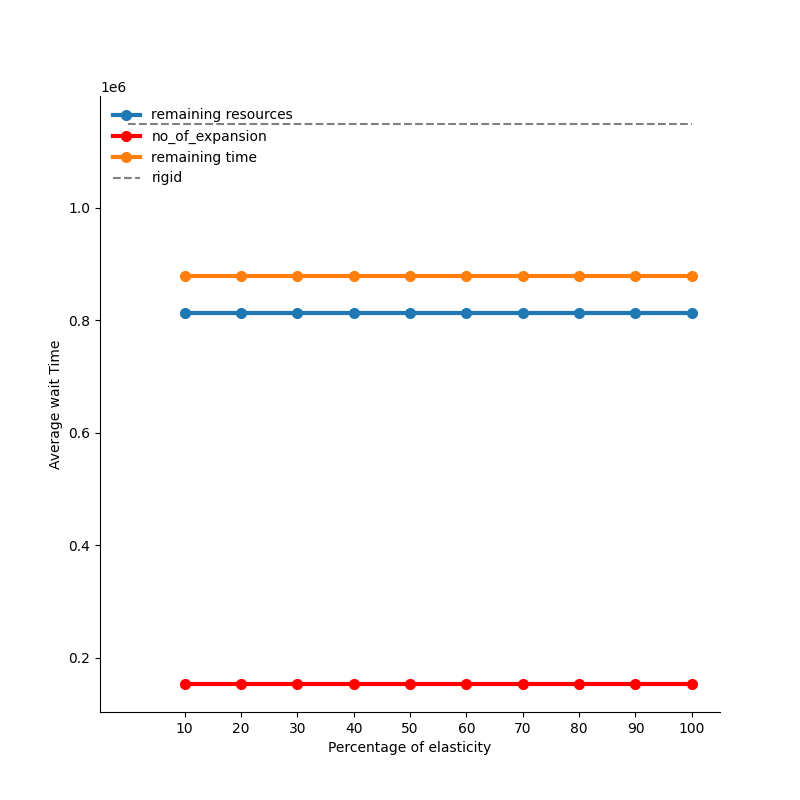 1e6
remaining resources
no_of_expansion
remaining time
rigid
1.0
0.8
0.6
0.4
0.2
Average wait Time
10 20 30 40 50 60 70 80 90 100
Percentage of elasticity